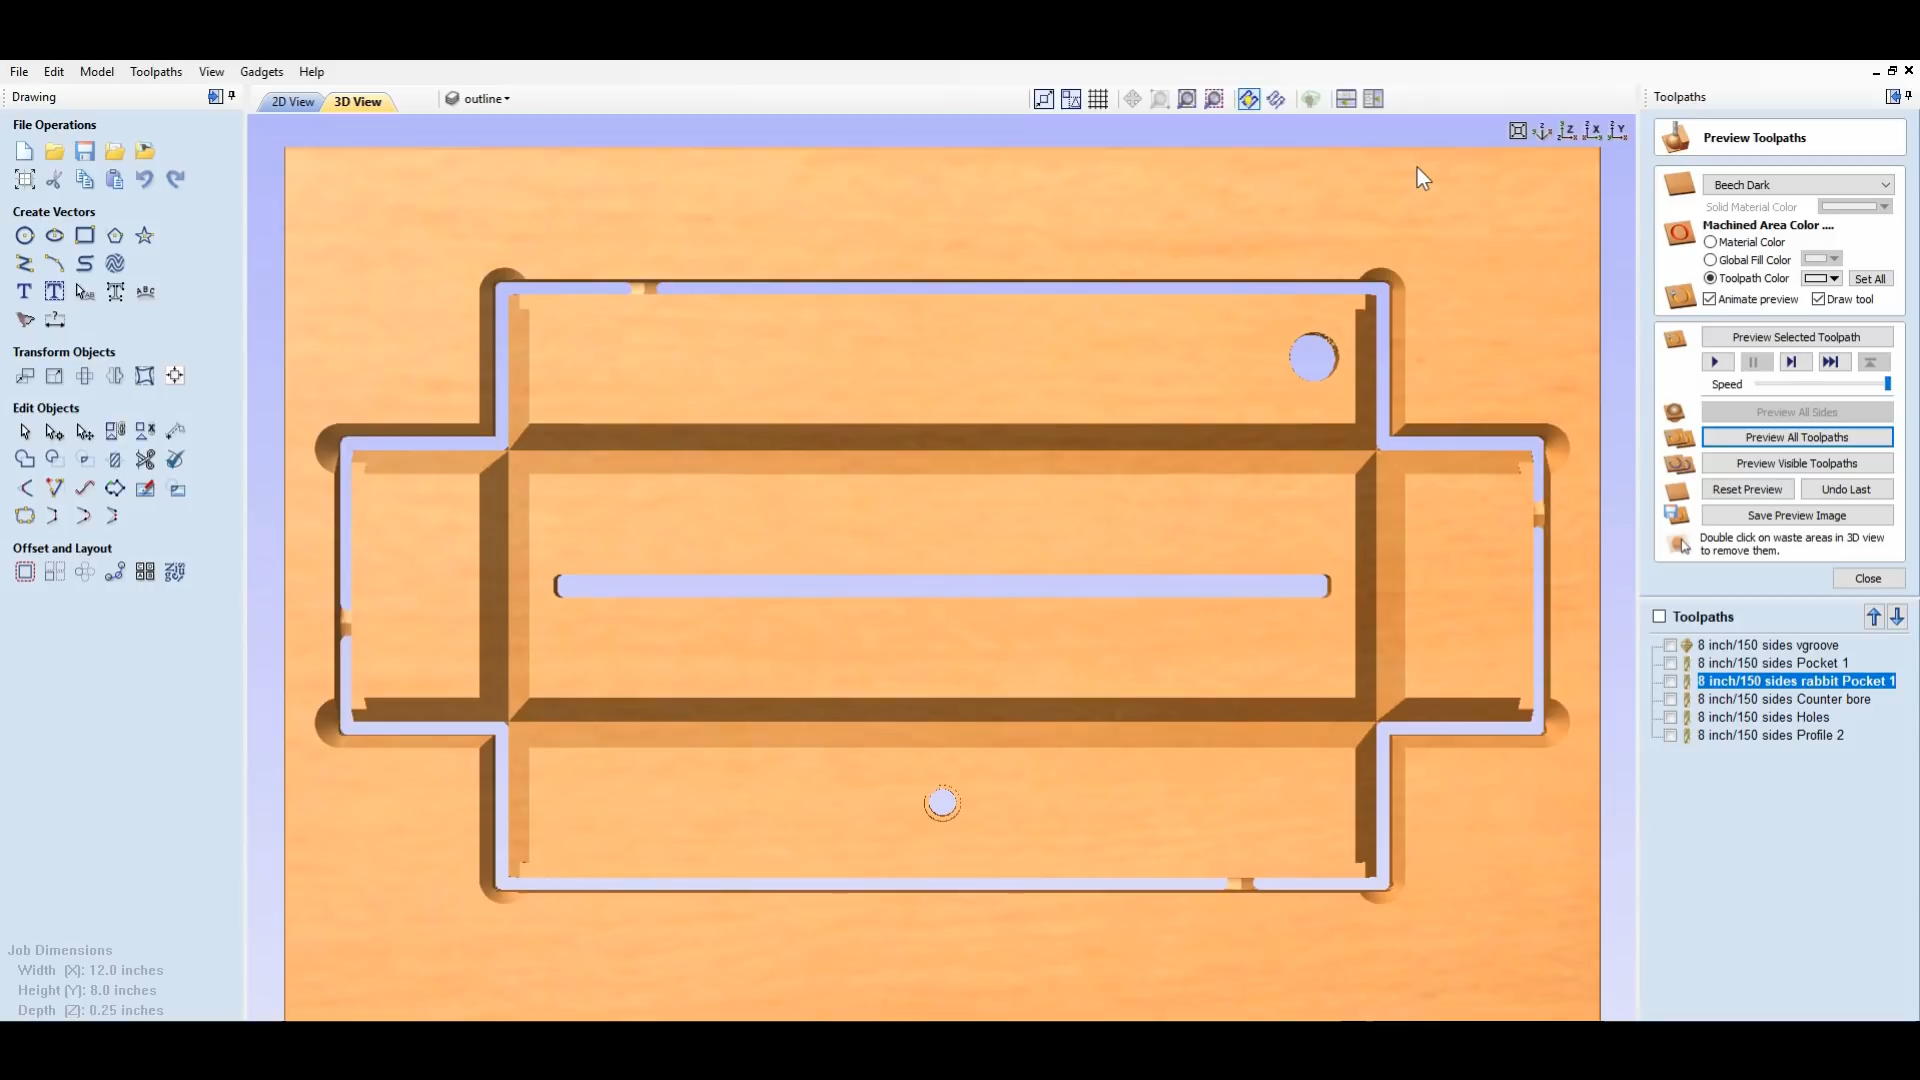 File Edit Model Toolpaths View Gadgets Help
Drawing
2D View 3D View outline
Toolpaths
File Operations
Create Vectors
Transform Objects
Edit Objects
Offset and Layout
Job Dimensions
Width (X): 12.0 inches
Height (Y): 8.0 inches
Depth (Z): 0.25 inches
Preview Toolpaths
Beech Dark
Solid Material Color
Machined Area Color ....
Material Color
Global Fill Color
Toolpath Color Set All
Animate preview Draw tool
Preview Selected Toolpath
Speed
Preview All Sides
Preview All Toolpaths
Preview Visible Toolpaths
Reset Preview Undo Last
Save Preview Image
Double click on waste areas in 3D view
to remove them.
Close
Toolpaths
8 inch/150 sides vgroove
8 inch/150 sides Pocket 1
8 inch/150 sides rabbit Pocket 1
8 inch/150 sides Counter bore
8 inch/150 sides Holes
8 inch/150 sides Profile 2